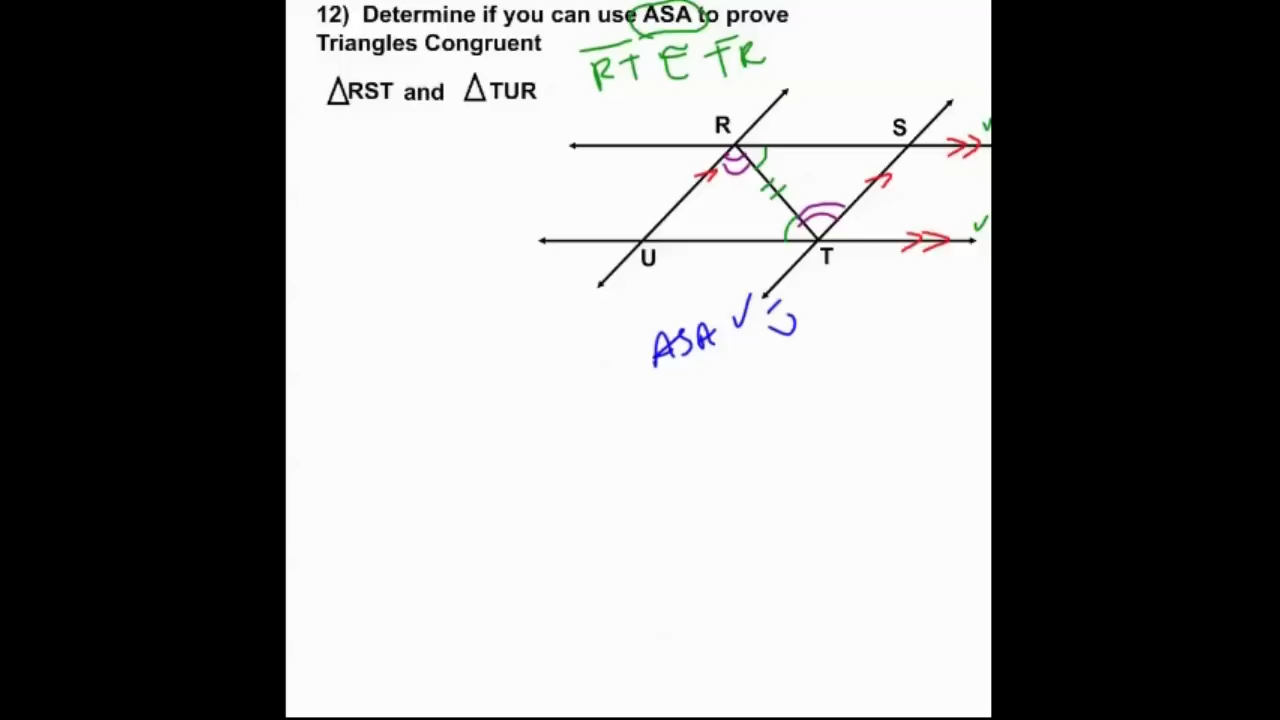 12) Determine if you can use ASA to prove
Triangles Congruent
RT ≅ TR
△RST and △TUR
R
S
U
T
ASA ✓